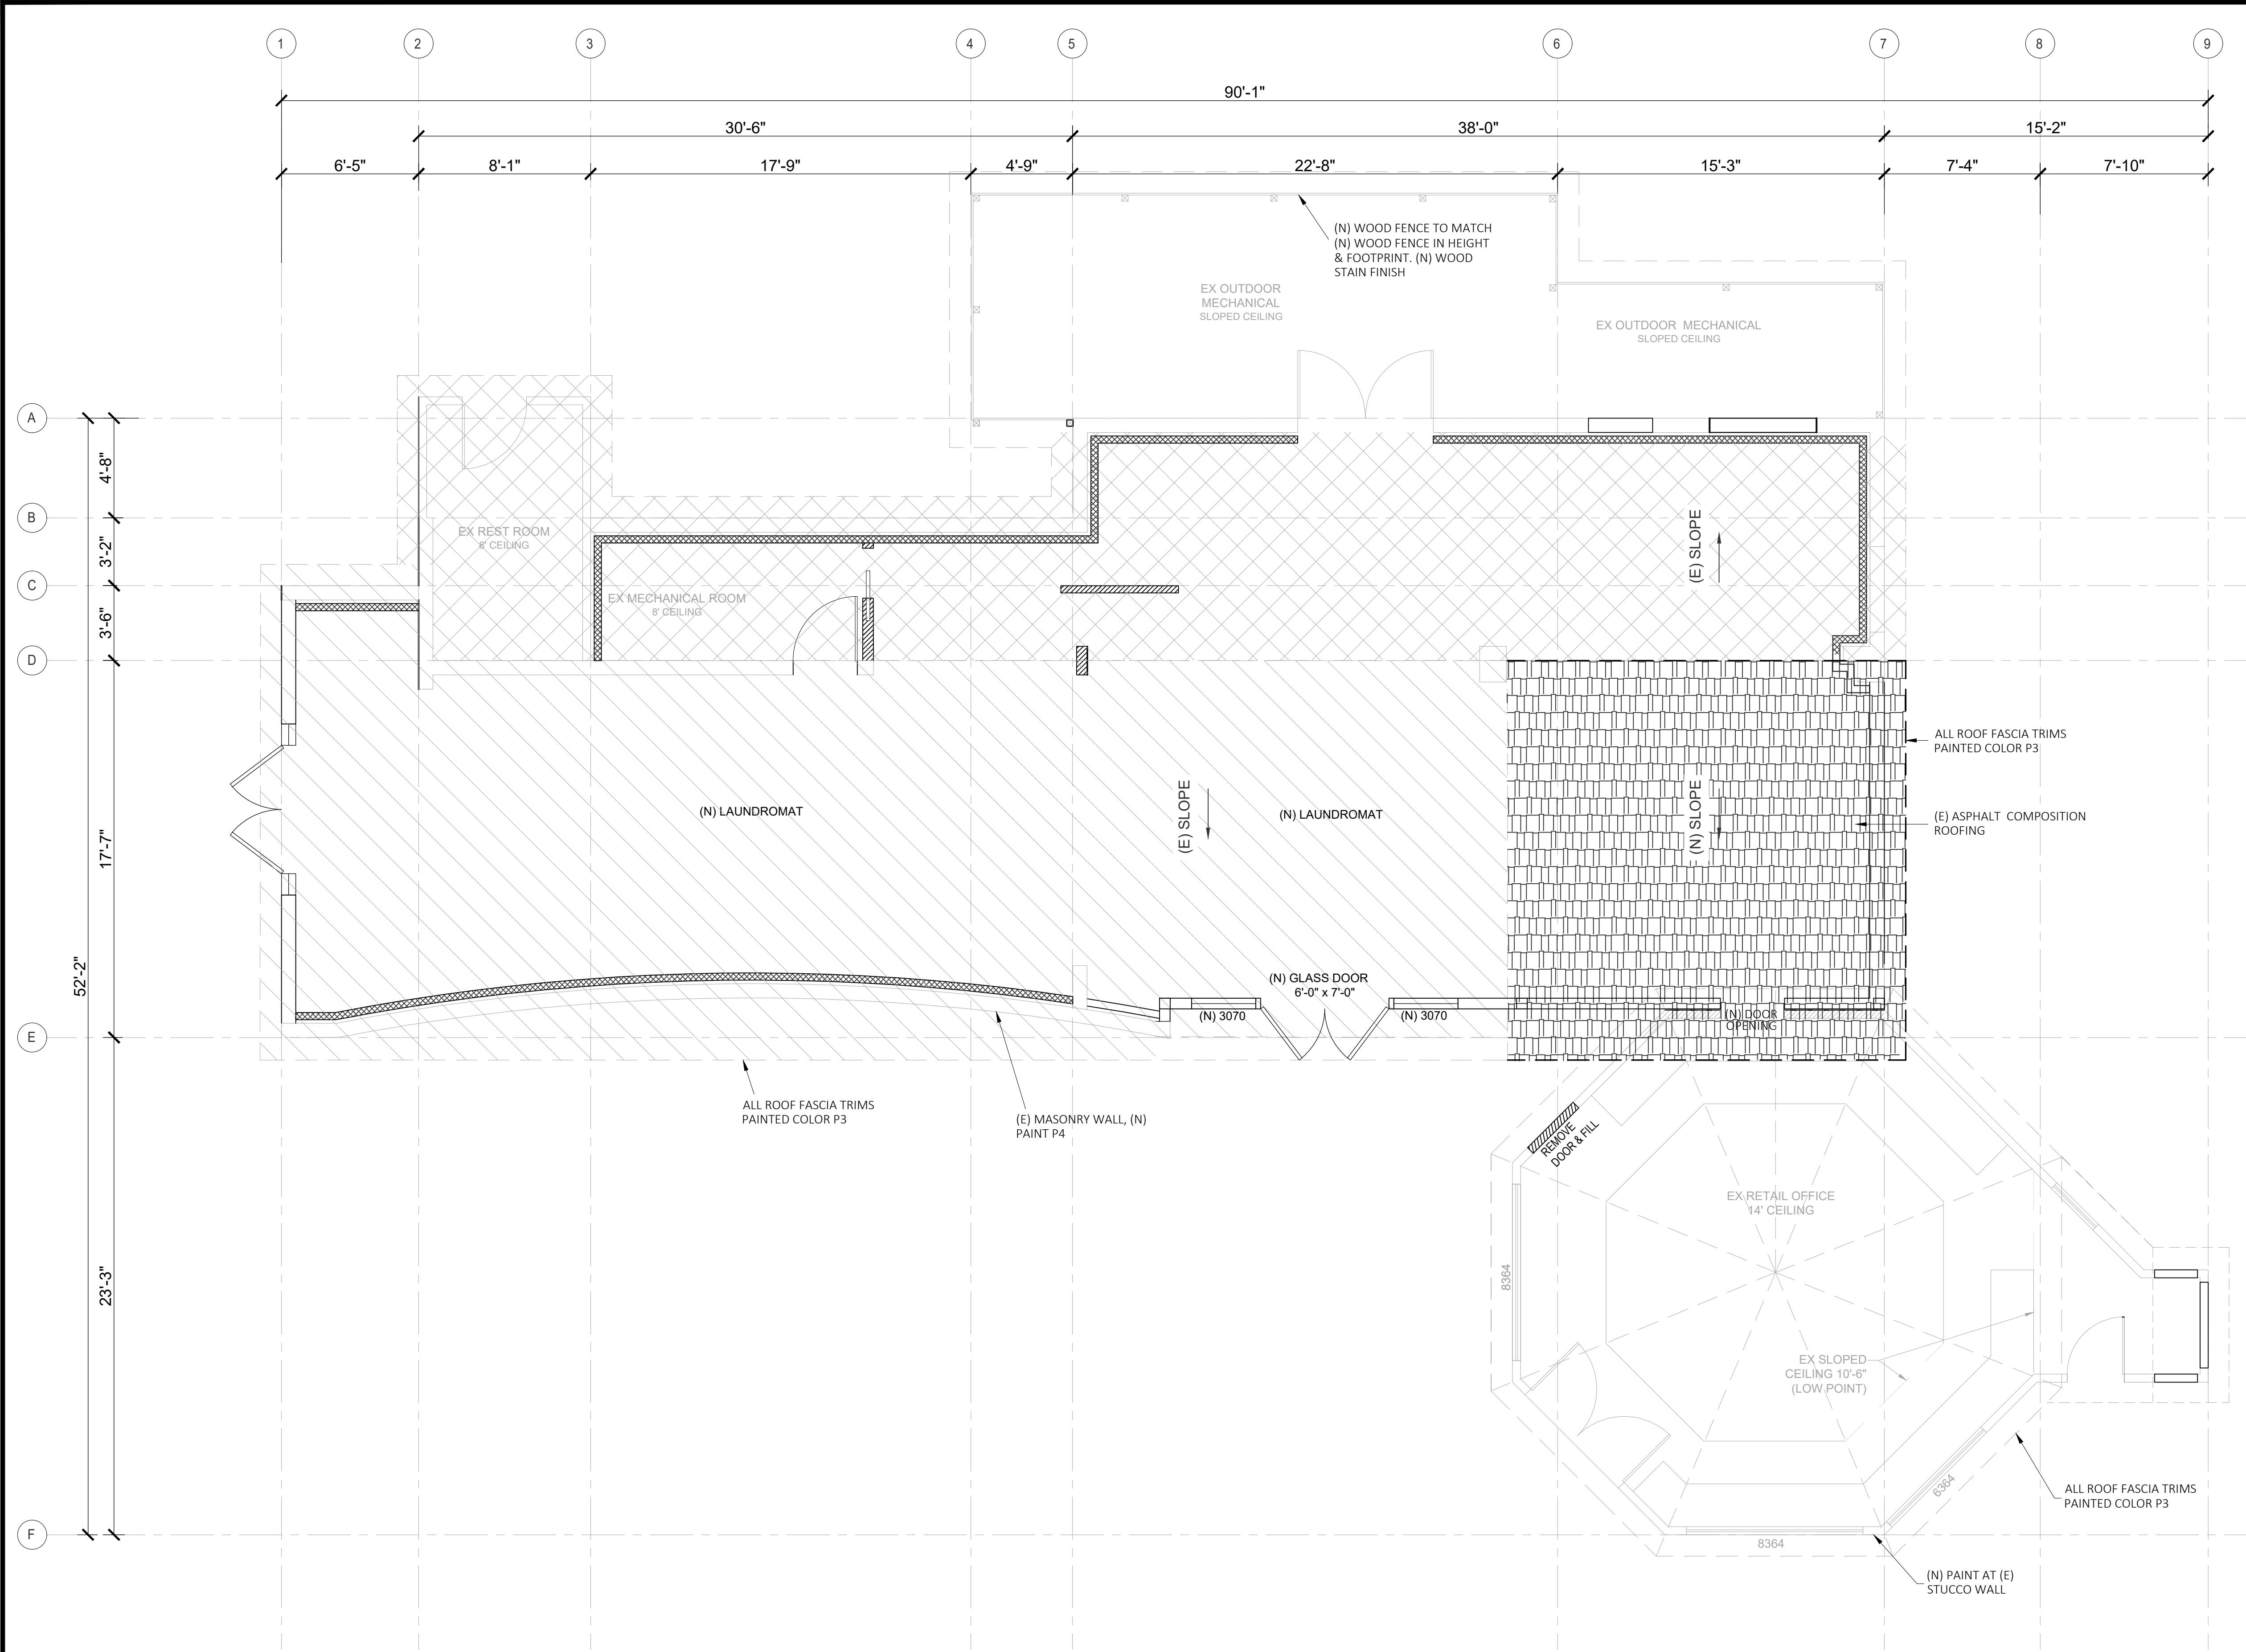 1 2 3 4 5 6 7 8 9
90'-1"
30'-6" 38'-0" 15'-2"
6'-5" 8'-1" 17'-9" 4'-9" 22'-8" 15'-3" 7'-4" 7'-10"
(N) WOOD FENCE TO MATCH
(N) WOOD FENCE IN HEIGHT
& FOOTPRINT. (N) WOOD
STAIN FINISH
EX OUTDOOR
MECHANICAL
SLOPED CEILING
EX OUTDOOR MECHANICAL
SLOPED CEILING
A
B
C
D
E
F
4'-8"
3'-2"
3'-6"
17'-7"
23'-3"
52'-2"
EX REST ROOM
8' CEILING
EX MECHANICAL ROOM
8' CEILING
(E) SLOPE
(N) LAUNDROMAT
(E) SLOPE
(N) LAUNDROMAT
(N) SLOPE
ALL ROOF FASCIA TRIMS
PAINTED COLOR P3
(E) ASPHALT COMPOSITION
ROOFING
(N) GLASS DOOR
6'-0" x 7'-0"
(N) 3070
(N) 3070
(N) DOOR
OPENING
ALL ROOF FASCIA TRIMS
PAINTED COLOR P3
(E) MASONRY WALL, (N)
PAINT P4
REMOVE
DOOR & FILL
EX RETAIL OFFICE
14' CEILING
8364
EX SLOPED
CEILING 10'-6"
(LOW POINT)
6364
8364
ALL ROOF FASCIA TRIMS
PAINTED COLOR P3
(N) PAINT AT (E)
STUCCO WALL